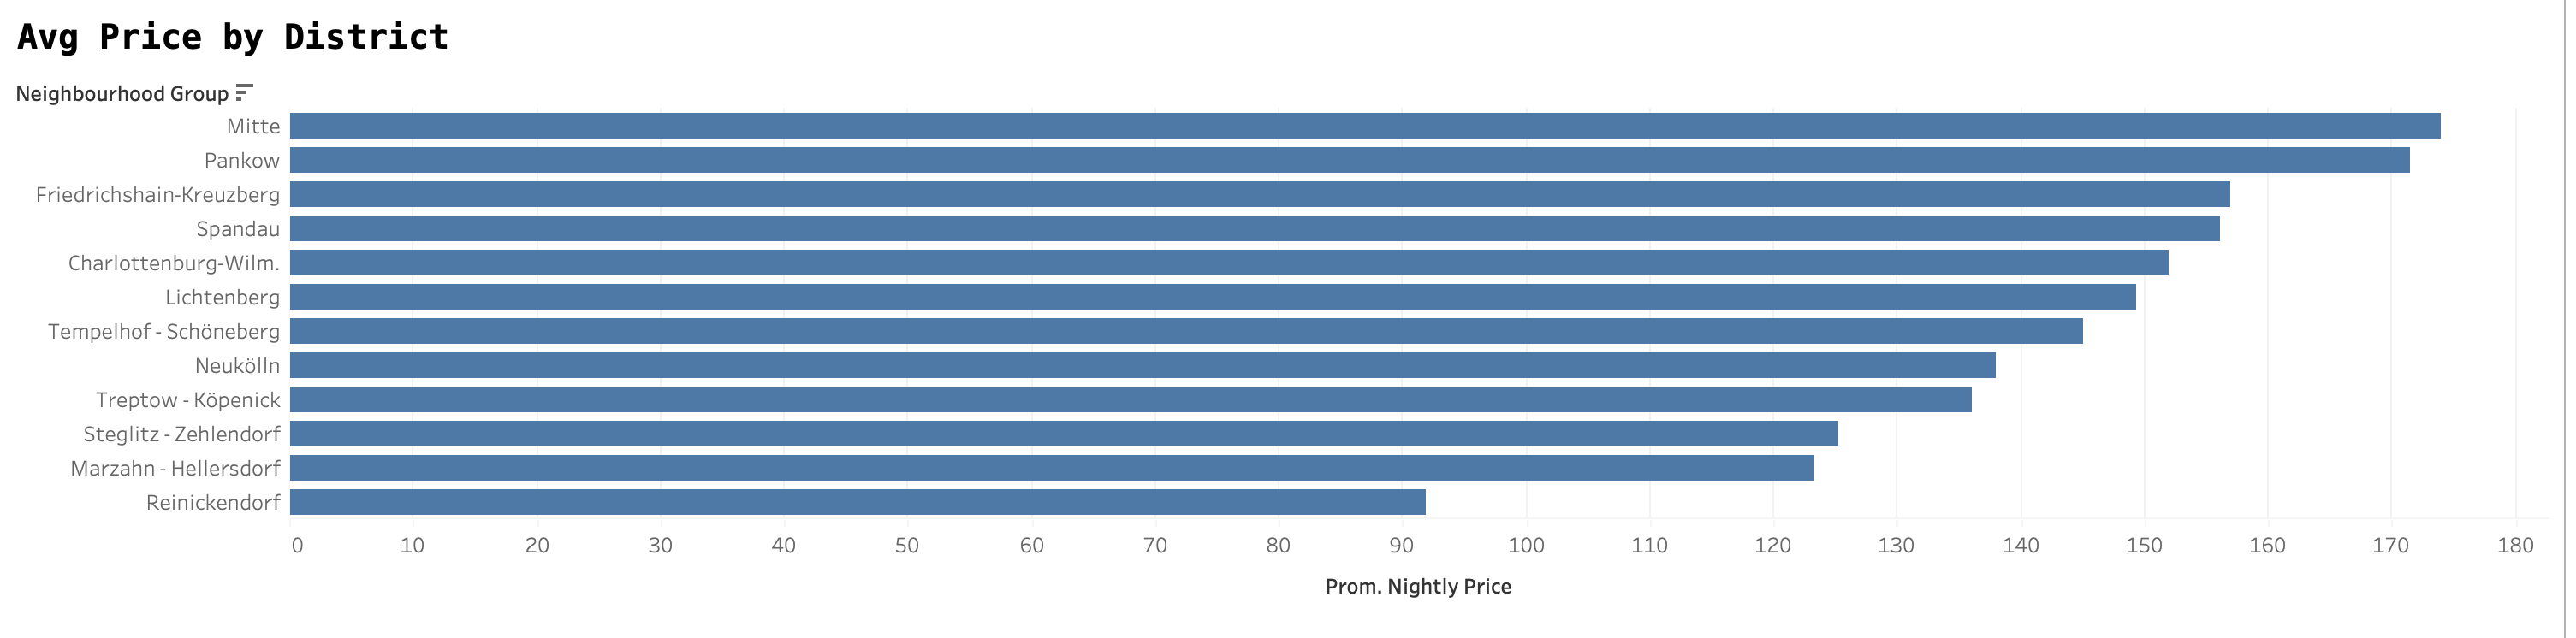 Avg Price by District
Neighbourhood Group
Mitte
Pankow
Friedrichshain-Kreuzberg
Spandau
Charlottenburg-Wilm.
Lichtenberg
Tempelhof - Schöneberg
Neukölln
Treptow - Köpenick
Steglitz - Zehlendorf
Marzahn - Hellersdorf
Reinickendorf
0 10 20 30 40 50 60 70 80 90 100 110 120 130 140 150 160 170 180
Prom. Nightly Price